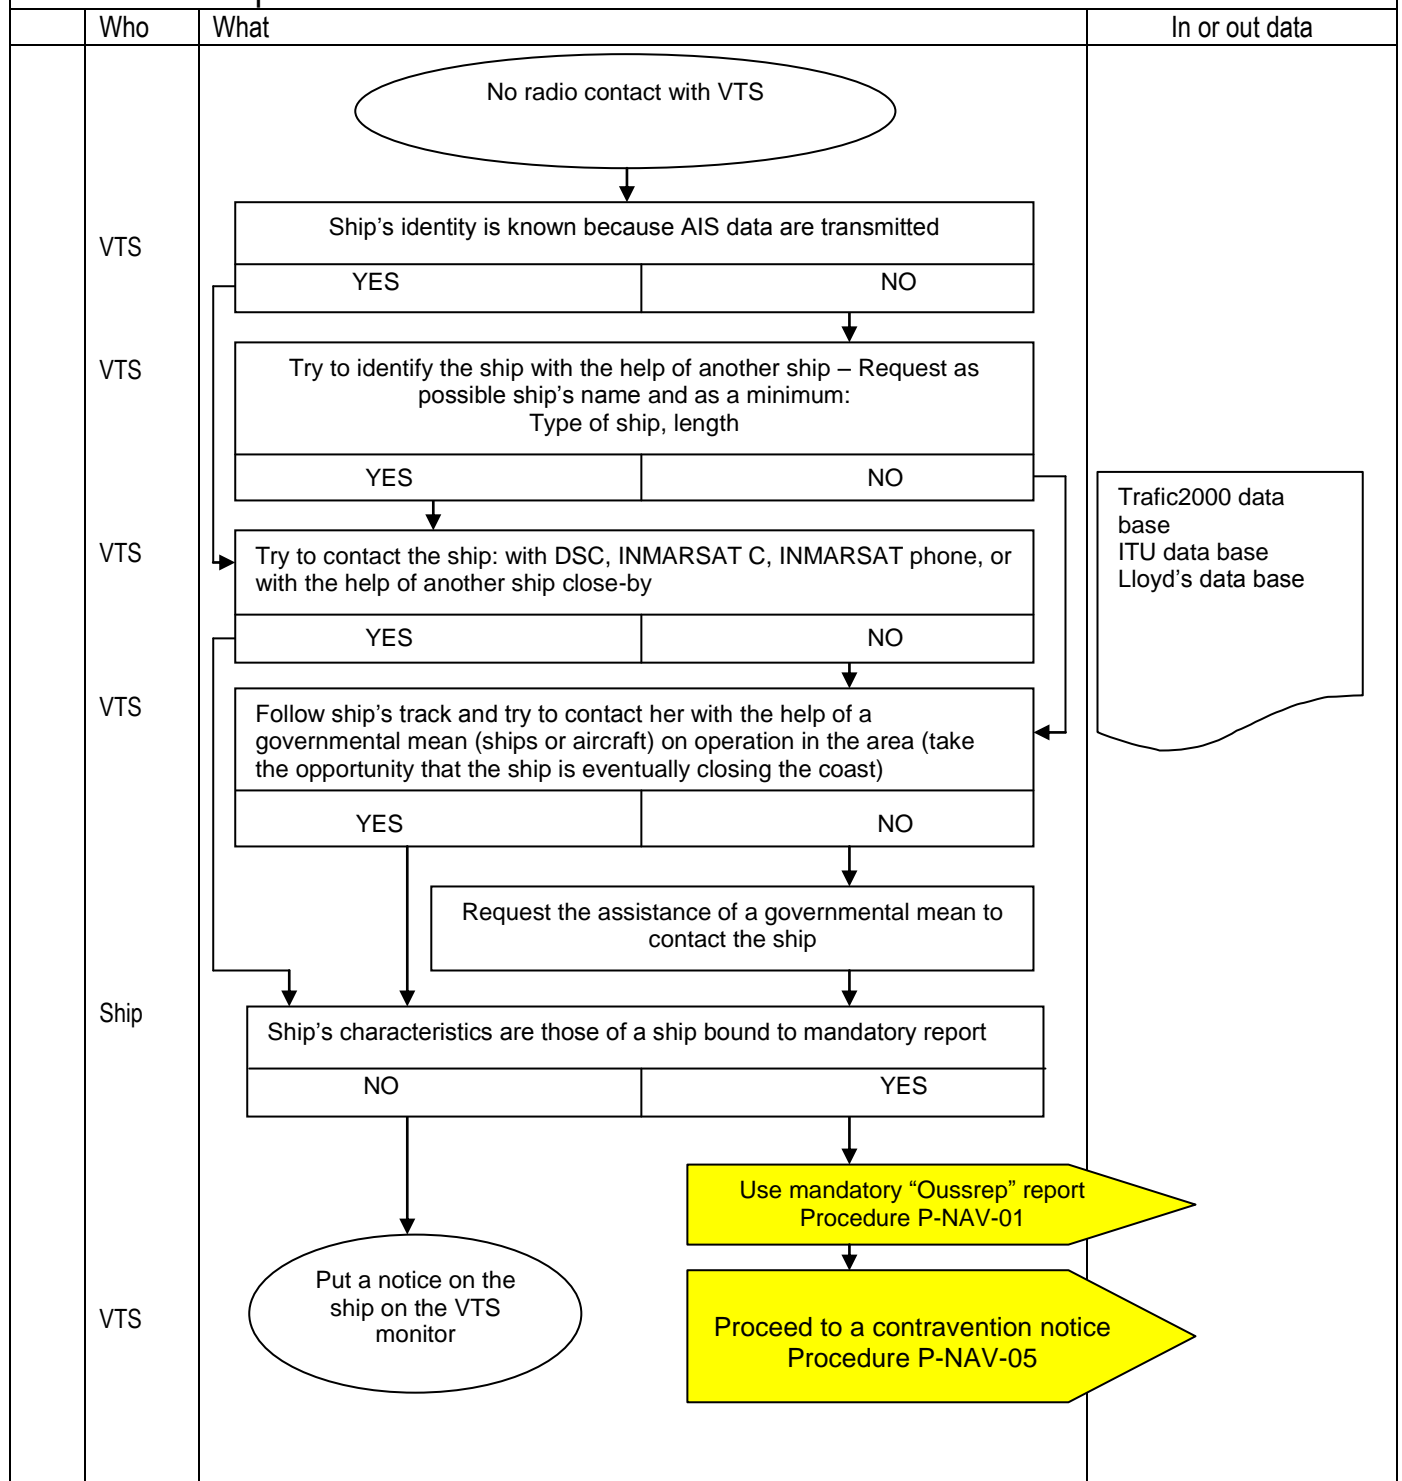 Who
What
In or out data
No radio contact with VTS
VTS
Ship’s identity is known because AIS data are transmitted
YES
NO
VTS
Try to identify the ship with the help of another ship – Request as
possible ship’s name and as a minimum:
Type of ship, length
YES
NO
Trafic2000 data
base
ITU data base
Lloyd’s data base
VTS
Try to contact the ship: with DSC, INMARSAT C, INMARSAT phone, or
with the help of another ship close-by
YES
NO
VTS
Follow ship’s track and try to contact her with the help of a
governmental mean (ships or aircraft) on operation in the area (take
the opportunity that the ship is eventually closing the coast)
YES
NO
Request the assistance of a governmental mean to
contact the ship
Ship
Ship’s characteristics are those of a ship bound to mandatory report
NO
YES
Use mandatory “Oussrep” report
Procedure P-NAV-01
VTS
Put a notice on the
ship on the VTS
monitor
Proceed to a contravention notice
Procedure P-NAV-05